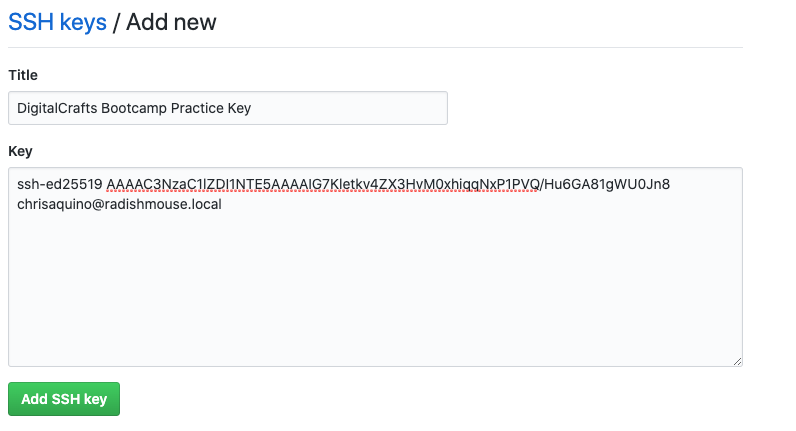 SSH keys / Add new
Title
DigitalCrafts Bootcamp Practice Key
Key
ssh-ed25519 AAAAC3NzaC1lZDI1NTE5AAAAIG7Kletkv4ZX3HvM0xhiqqNxP1PVQ/Hu6GA81gWU0Jn8
chrisaquino@radishmouse.local
Add SSH key